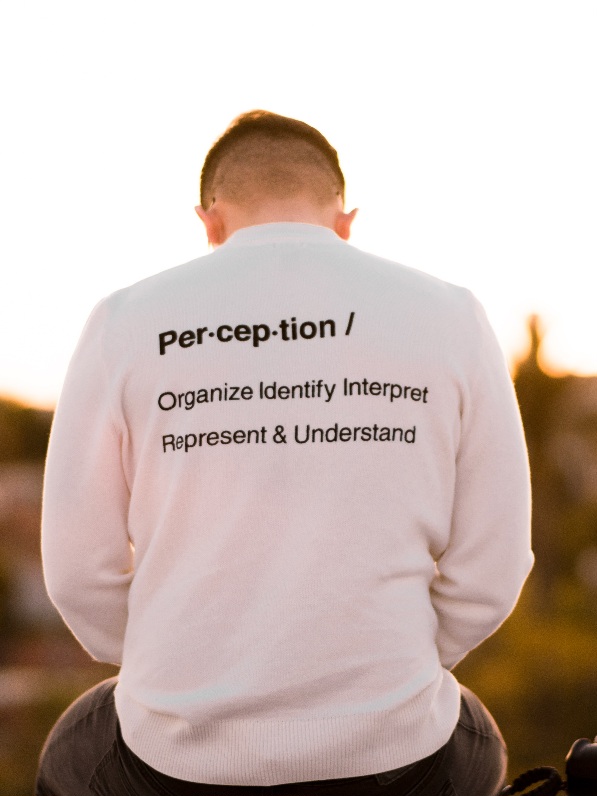 Per·cep·tion /
Organize Identify Interpret
Represent & Understand